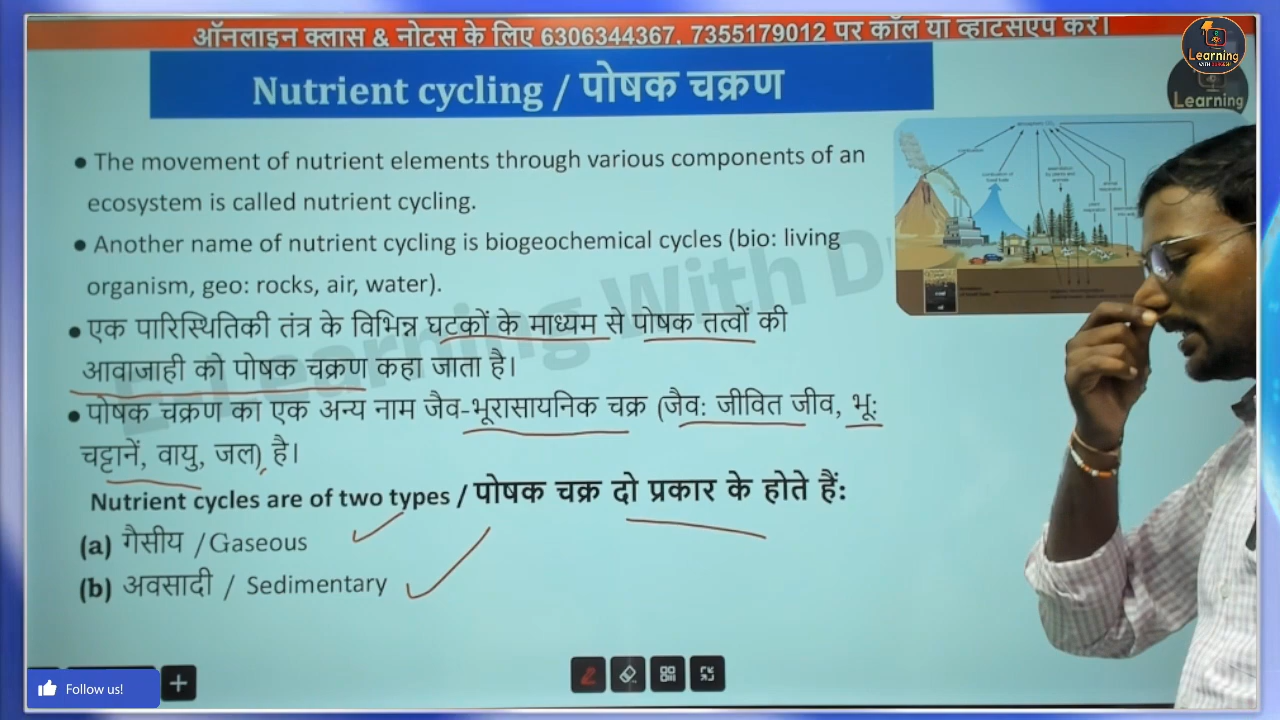 ऑनलाइन क्लास & नोटस के लिए 6306344367, 7355179012 पर कॉल या व्हाटसएप करें।
Learning
Learning
Nutrient cycling / पोषक चक्रण
● The movement of nutrient elements through various components of an
ecosystem is called nutrient cycling.
● Another name of nutrient cycling is biogeochemical cycles (bio: living
organism, geo: rocks, air, water).
● एक पारिस्थितिकी तंत्र के विभिन्न घटकों के माध्यम से पोषक तत्वों की
आवाजाही को पोषक चक्रण कहा जाता है।
● पोषक चक्रण का एक अन्य नाम जैव-भूरासायनिक चक्र (जैव: जीवित जीव, भू:
चट्टानें, वायु, जल) है।
Nutrient cycles are of two types / पोषक चक्र दो प्रकार के होते हैं:
(a) गैसीय /Gaseous
(b) अवसादी / Sedimentary
E-Learning With D
Follow us!